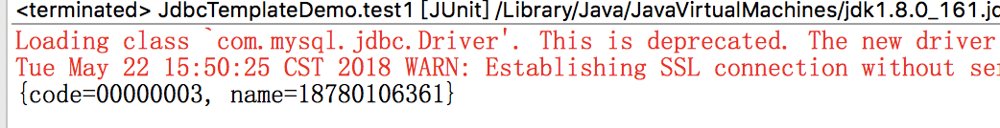 <terminated> JdbcTemplateDemo.test1 [JUnit] /Library/Java/JavaVirtualMachines/jdk1.8.0_161.jd
Loading class `com.mysql.jdbc.Driver'. This is deprecated. The new driver
Tue May 22 15:50:25 CST 2018 WARN: Establishing SSL connection without ser
{code=00000003, name=18780106361}